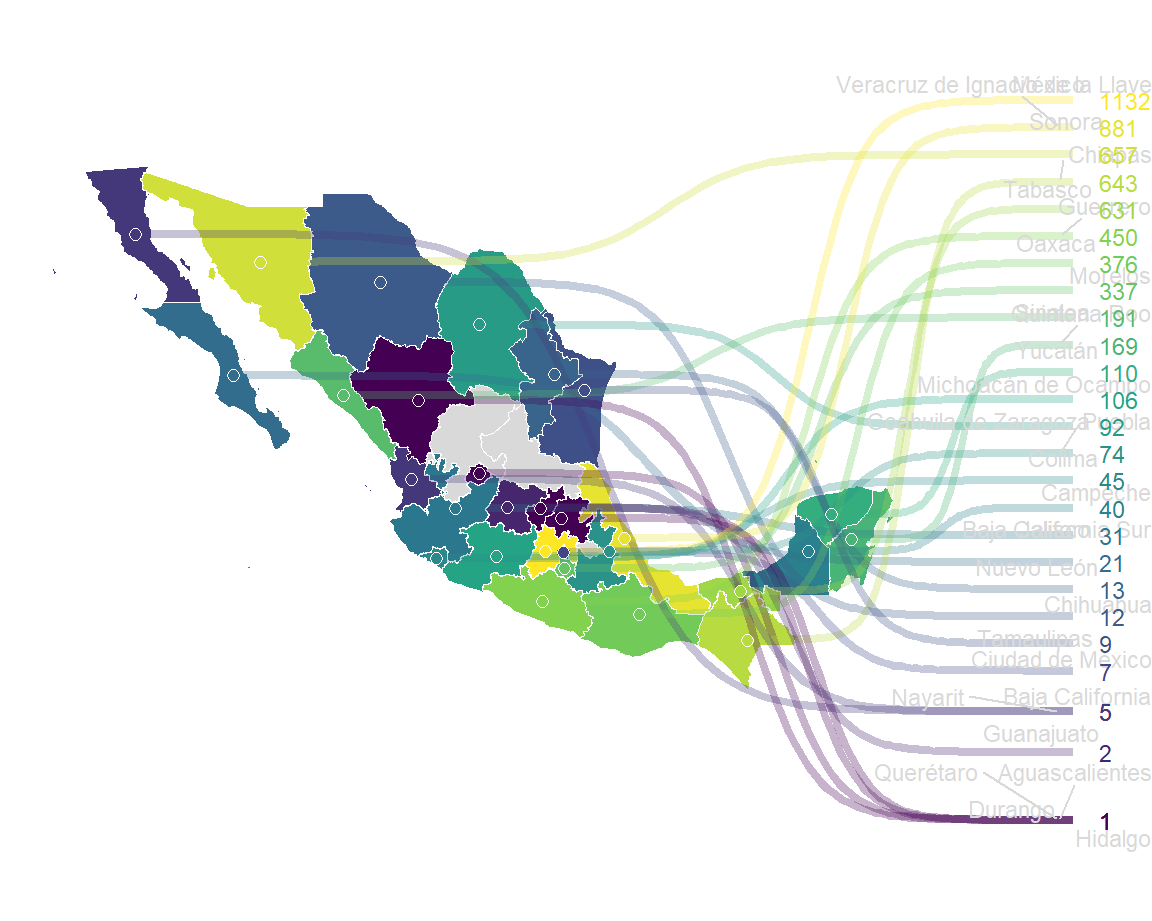 Veracruz de Ignacio de la Llave
México
1132
Sonora
881
Chiapas
657
Tabasco
643
Guerrero
631
Oaxaca
450
Morelos
376
337
Sinaloa
Quintana Roo
191
Yucatán
169
Michoacán de Ocampo
110
106
Coahuila de Zaragoza
Puebla
92
Colima
74
Campeche
45
40
Baja California Sur
Jalisco
31
Nuevo León
21
13
Chihuahua
12
Tamaulipas
9
Ciudad de México
7
Nayarit
Baja California
5
Guanajuato
2
Querétaro
Aguascalientes
Durango
1
Hidalgo